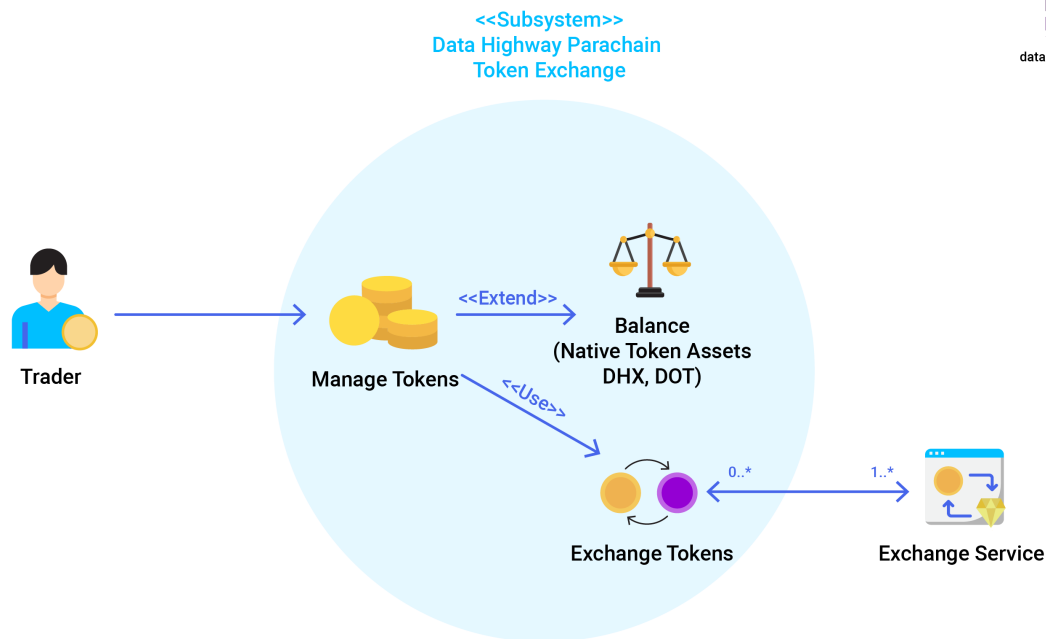 <<Subsystem>>
Data Highway Parachain
Token Exchange
data
<<Extend>>
Balance
(Native Token Assets
DHX, DOT)
Trader
Manage Tokens
<<Use>>
0..*
1..*
Exchange Tokens
Exchange Service